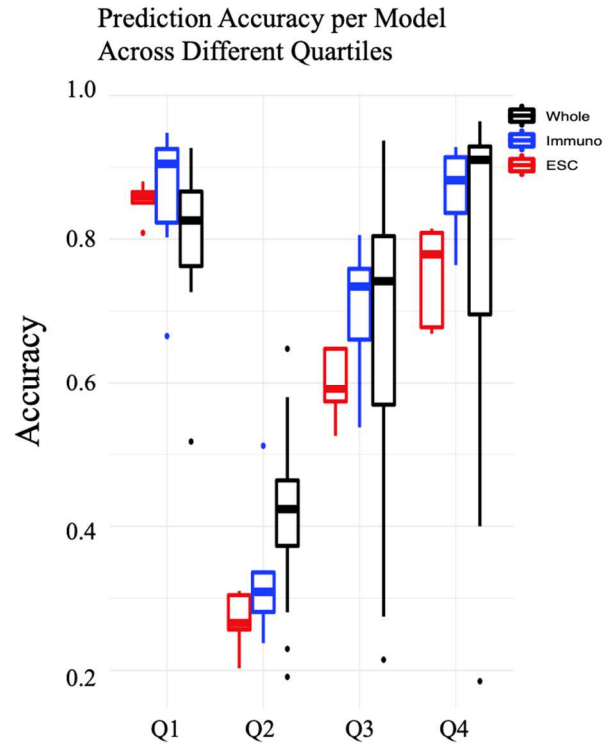 Prediction Accuracy per Model
Across Different Quartiles
1.0
Whole
Immuno
ESC
0.8
Accuracy
0.6
0.4
0.2
Q1 Q2 Q3 Q4